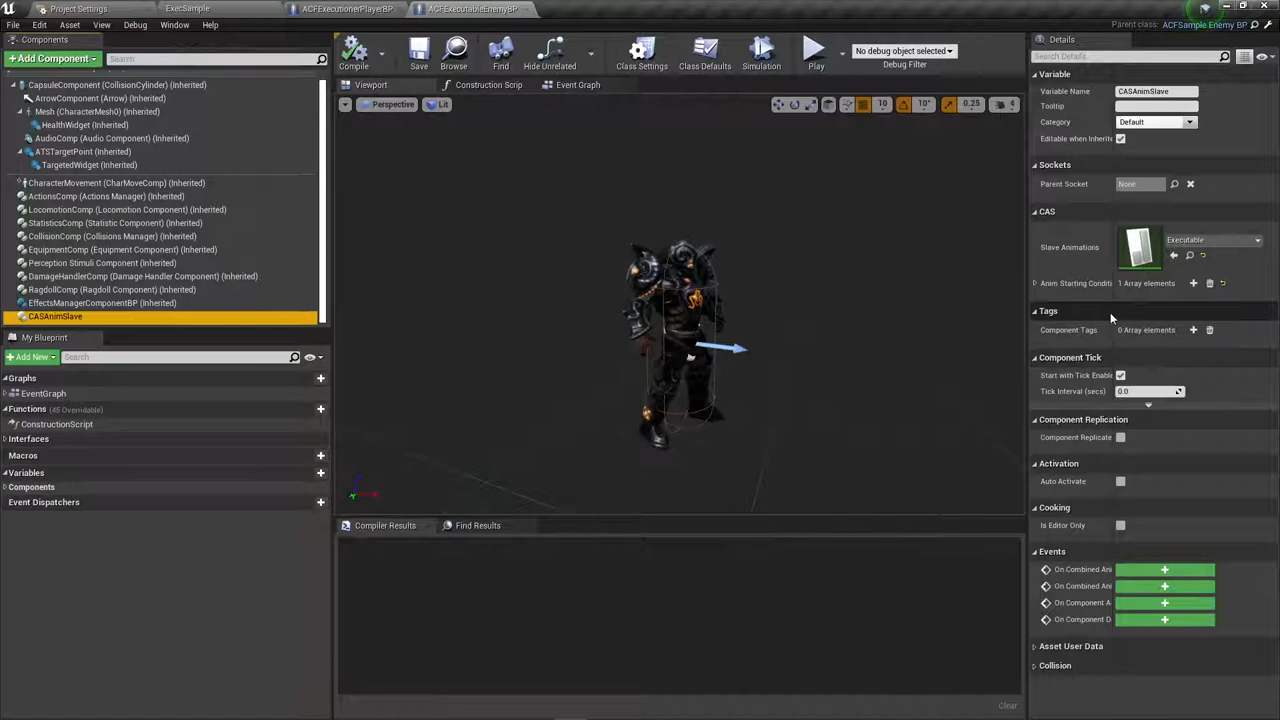 Project Settings
ExecSample
ACFExecutionerPlayerBP
ACFExecutableEnemyBP
File Edit Asset View Debug Window Help
Parent class: ACFSample Enemy BP
Components
+ Add Component
Search
CapsuleComponent (CollisionCylinder) (Inherited)
ArrowComponent (Arrow) (Inherited)
Mesh (CharacterMesh0) (Inherited)
HealthWidget (Inherited)
AudioComp (Audio Component) (Inherited)
ATSTargetPoint (Inherited)
TargetedWidget (Inherited)
CharacterMovement (CharMoveComp) (Inherited)
ActionsComp (Actions Manager) (Inherited)
LocomotionComp (Locomotion Component) (Inherited)
StatisticsComp (Statistic Component) (Inherited)
CollisionComp (Collisions Manager) (Inherited)
EquipmentComp (Equipment Component) (Inherited)
Perception Stimuli Component (Inherited)
DamageHandlerComp (Damage Handler Component) (Inherited)
RagdollComp (Ragdoll Component) (Inherited)
EffectsManagerComponentBP (Inherited)
CASAnimSlave
My Blueprint
+ Add New
Search
Graphs
EventGraph
Functions (45 Overridable)
ConstructionScript
Interfaces
Macros
Variables
Components
Event Dispatchers
Compile
Save
Browse
Find
Hide Unrelated
Class Settings
Class Defaults
Simulation
Play
No debug object selected
Debug Filter
Viewport
Construction Scrip
Event Graph
Perspective
Lit
10
10°
0.25
4
Compiler Results
Find Results
Clear
Details
Search Details
Variable
Variable Name CASAnimSlave
Tooltip
Category Default
Editable when Inherite
Sockets
Parent Socket None
CAS
Slave Animations Executable
Anim Starting Conditi 1 Array elements
Tags
Component Tags 0 Array elements
Component Tick
Start with Tick Enable
Tick Interval (secs) 0.0
Component Replication
Component Replicate
Activation
Auto Activate
Cooking
Is Editor Only
Events
On Combined Ani
On Combined Ani
On Component A
On Component D
Asset User Data
Collision